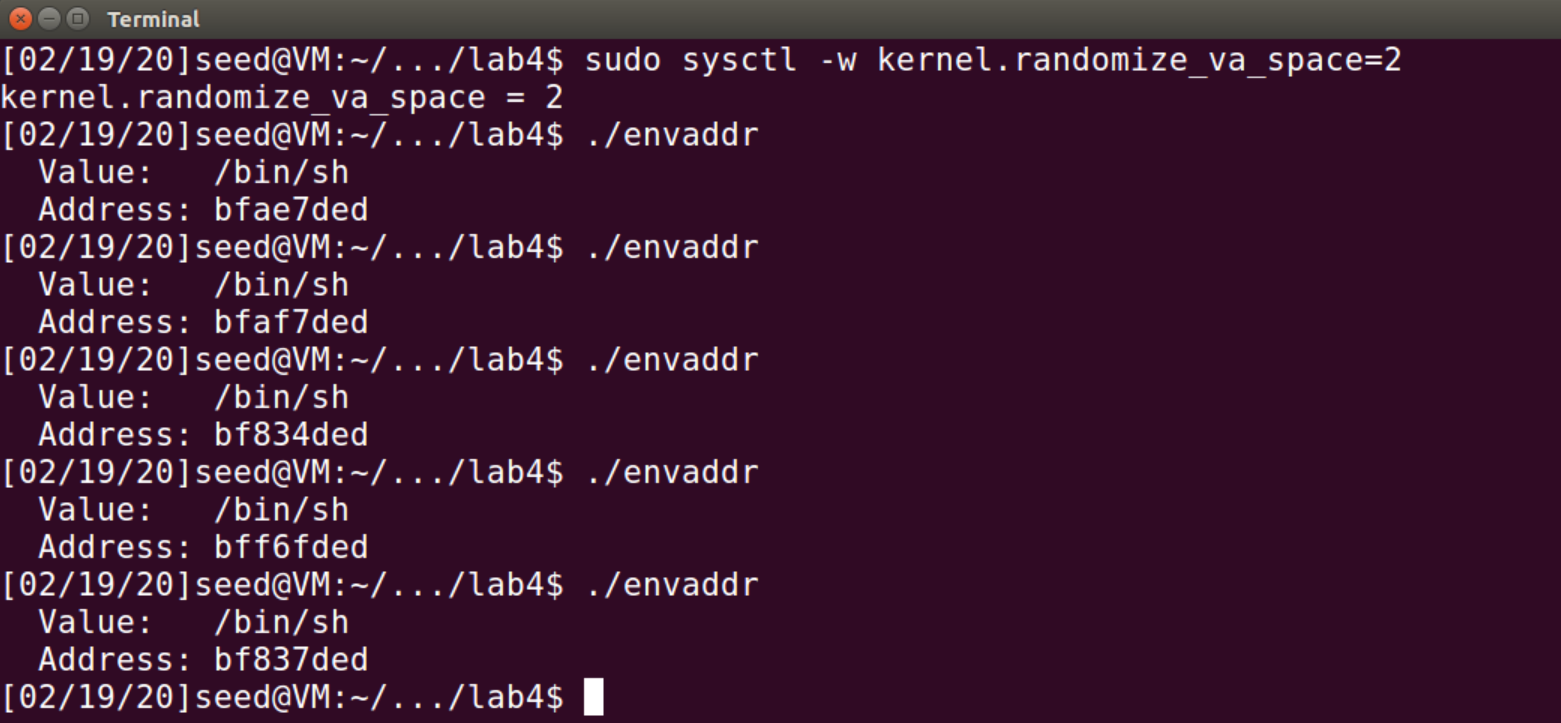 Terminal
[02/19/20]seed@VM:~/.../lab4$ sudo sysctl -w kernel.randomize_va_space=2
kernel.randomize_va_space = 2
[02/19/20]seed@VM:~/.../lab4$ ./envaddr
  Value:   /bin/sh
  Address: bfae7ded
[02/19/20]seed@VM:~/.../lab4$ ./envaddr
  Value:   /bin/sh
  Address: bfaf7ded
[02/19/20]seed@VM:~/.../lab4$ ./envaddr
  Value:   /bin/sh
  Address: bf834ded
[02/19/20]seed@VM:~/.../lab4$ ./envaddr
  Value:   /bin/sh
  Address: bff6fded
[02/19/20]seed@VM:~/.../lab4$ ./envaddr
  Value:   /bin/sh
  Address: bf837ded
[02/19/20]seed@VM:~/.../lab4$